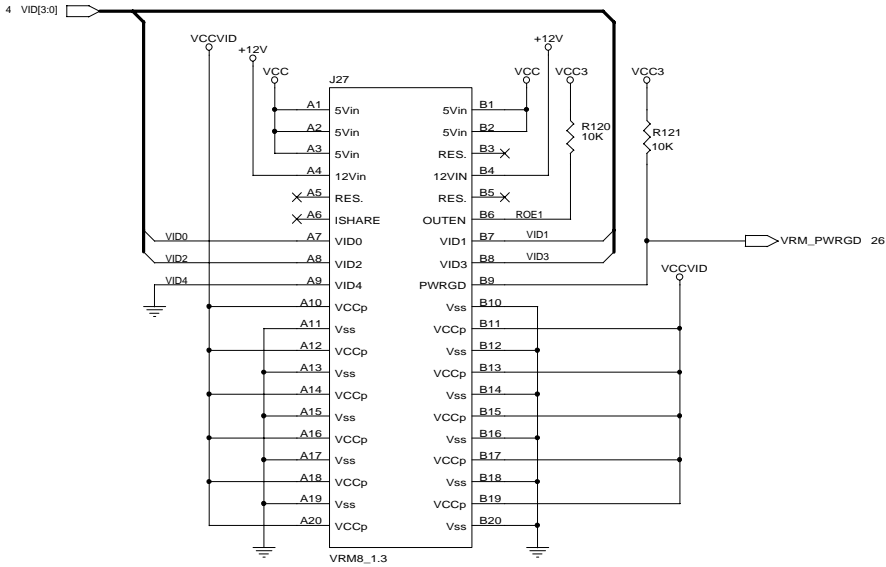 4 VID[3:0]
VCCVID
+12V
+12V
VCC
VCC
VCC3
VCC3
J27
A1 5Vin 5Vin B1
A2 5Vin 5Vin B2
A3 5Vin RES. B3
A4 12Vin 12VIN B4
A5 RES. RES. B5
A6 ISHARE OUTEN B6 ROE1
VID0 A7 VID0 VID1 B7 VID1
VID2 A8 VID2 VID3 B8 VID3
VID4 A9 VID4 PWRGD B9
A10 VCCp Vss B10
A11 Vss VCCp B11
A12 VCCp Vss B12
A13 Vss VCCp B13
A14 VCCp Vss B14
A15 Vss VCCp B15
A16 VCCp Vss B16
A17 Vss VCCp B17
A18 VCCp Vss B18
A19 Vss VCCp B19
A20 VCCp Vss B20
VRM8_1.3
R120
10K
R121
10K
VRM_PWRGD 26
VCCVID